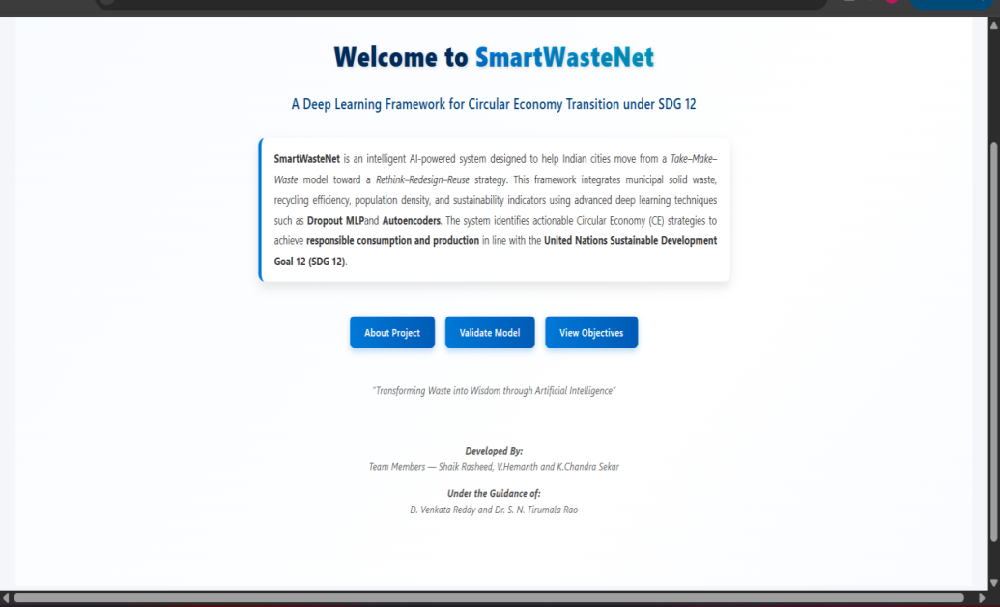 Welcome to SmartWasteNet
A Deep Learning Framework for Circular Economy Transition under SDG 12
SmartWasteNet is an intelligent AI-powered system designed to help Indian cities move from a Take–Make–
Waste model toward a Rethink–Redesign–Reuse strategy. This framework integrates municipal solid waste,
recycling efficiency, population density, and sustainability indicators using advanced deep learning techniques
such as Dropout MLPand Autoencoders. The system identifies actionable Circular Economy (CE) strategies to
achieve responsible consumption and production in line with the United Nations Sustainable Development
Goal 12 (SDG 12).
About Project
Validate Model
View Objectives
“Transforming Waste into Wisdom through Artificial Intelligence”
Developed By:
Team Members — Shaik Rasheed, V.Hemanth and K.Chandra Sekar
Under the Guidance of:
D. Venkata Reddy and Dr. S. N. Tirumala Rao